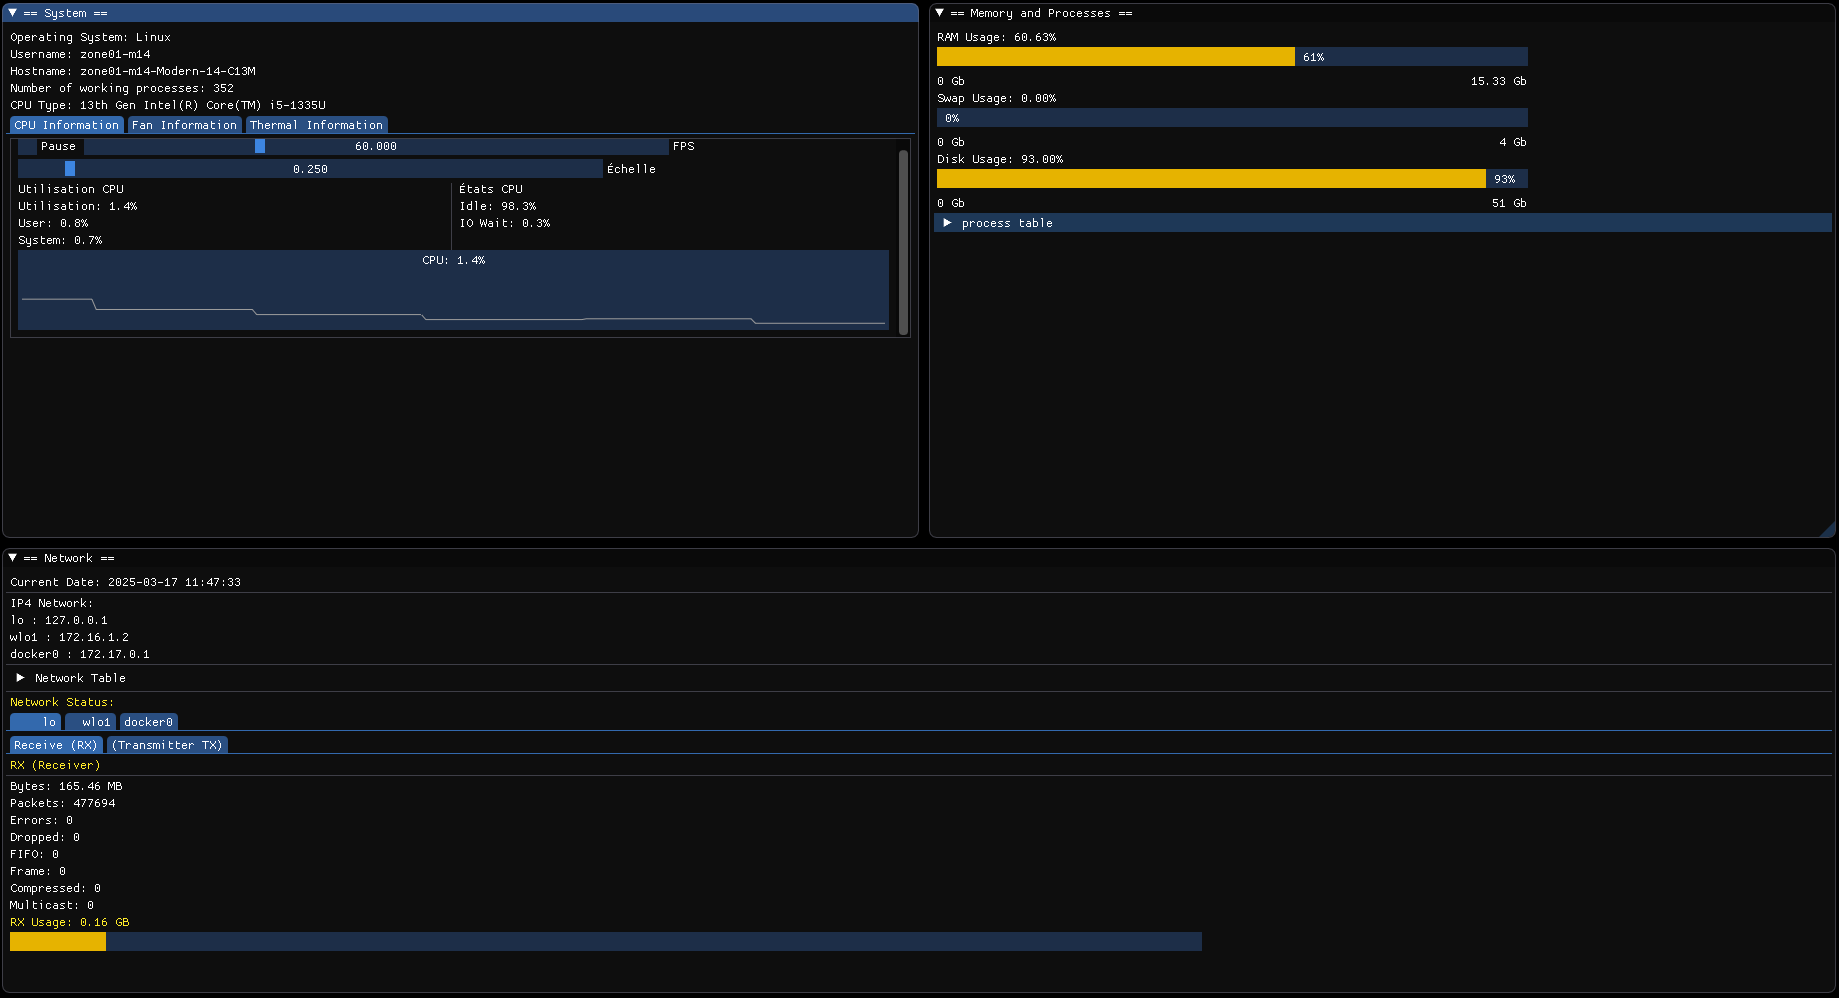 == System ==
Operating System: Linux
Username: zone01-m14
Hostname: zone01-m14-Modern-14-C13M
Number of working processes: 352
CPU Type: 13th Gen Intel(R) Core(TM) i5-1335U
CPU Information Fan Information Thermal Information
Pause 60.000 FPS
0.250 Échelle
Utilisation CPU
Utilisation: 1.4%
User: 0.8%
System: 0.7%
États CPU
Idle: 98.3%
IO Wait: 0.3%
CPU: 1.4%
== Memory and Processes ==
RAM Usage: 60.63%
61%
0 Gb 15.33 Gb
Swap Usage: 0.00%
0%
0 Gb 4 Gb
Disk Usage: 93.00%
93%
0 Gb 51 Gb
process table
== Network ==
Current Date: 2025-03-17 11:47:33
IP4 Network:
lo : 127.0.0.1
wlo1 : 172.16.1.2
docker0 : 172.17.0.1
Network Table
Network Status:
lo wlo1 docker0
Receive (RX) (Transmitter TX)
RX (Receiver)
Bytes: 165.46 MB
Packets: 477694
Errors: 0
Dropped: 0
FIFO: 0
Frame: 0
Compressed: 0
Multicast: 0
RX Usage: 0.16 GB